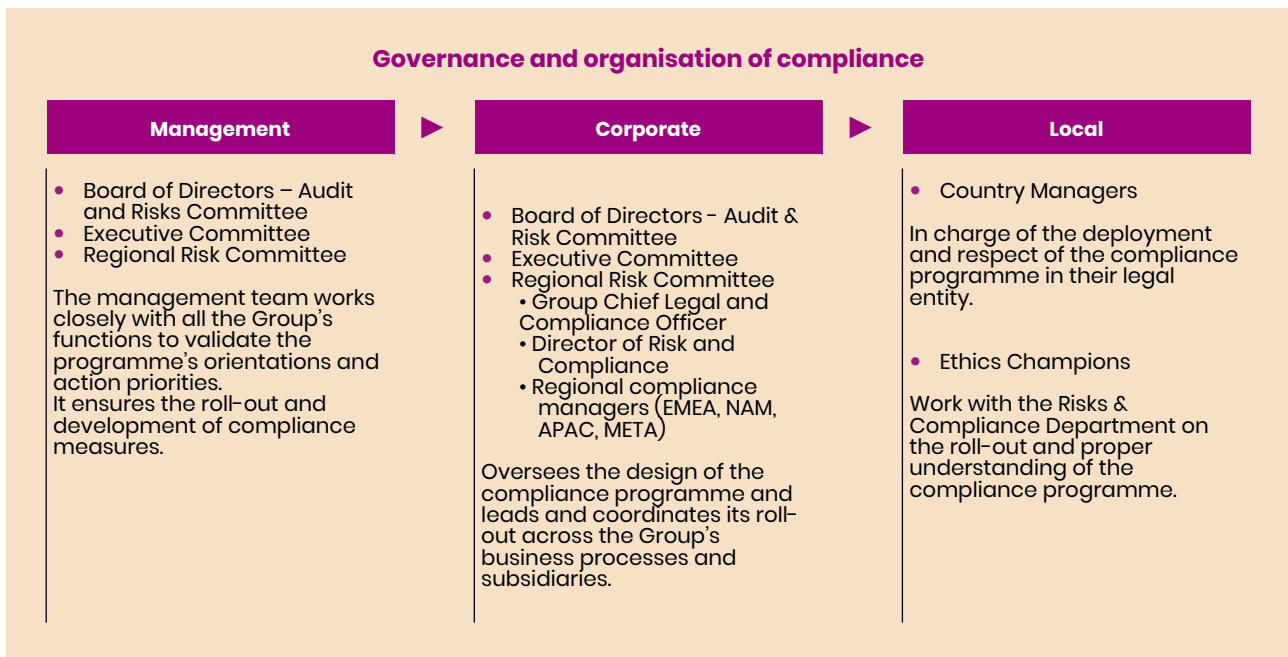 Governance and organisation of compliance
Management
• Board of Directors – Audit
and Risks Committee
• Executive Committee
• Regional Risk Committee
The management team works
closely with all the Group's
functions to validate the
programme's orientations and
action priorities.
It ensures the roll-out and
development of compliance
measures.
Corporate
• Board of Directors - Audit &
Risk Committee
• Executive Committee
• Regional Risk Committee
• Group Chief Legal and
Compliance Officer
• Director of Risk and
Compliance
• Regional compliance
managers (EMEA, NAM,
APAC, META)
Oversees the design of the
compliance programme and
leads and coordinates its roll-
out across the Group's
business processes and
subsidiaries.
Local
• Country Managers
In charge of the deployment
and respect of the compliance
programme in their legal
entity.
• Ethics Champions
Work with the Risks &
Compliance Department on
the roll-out and proper
understanding of the
compliance programme.